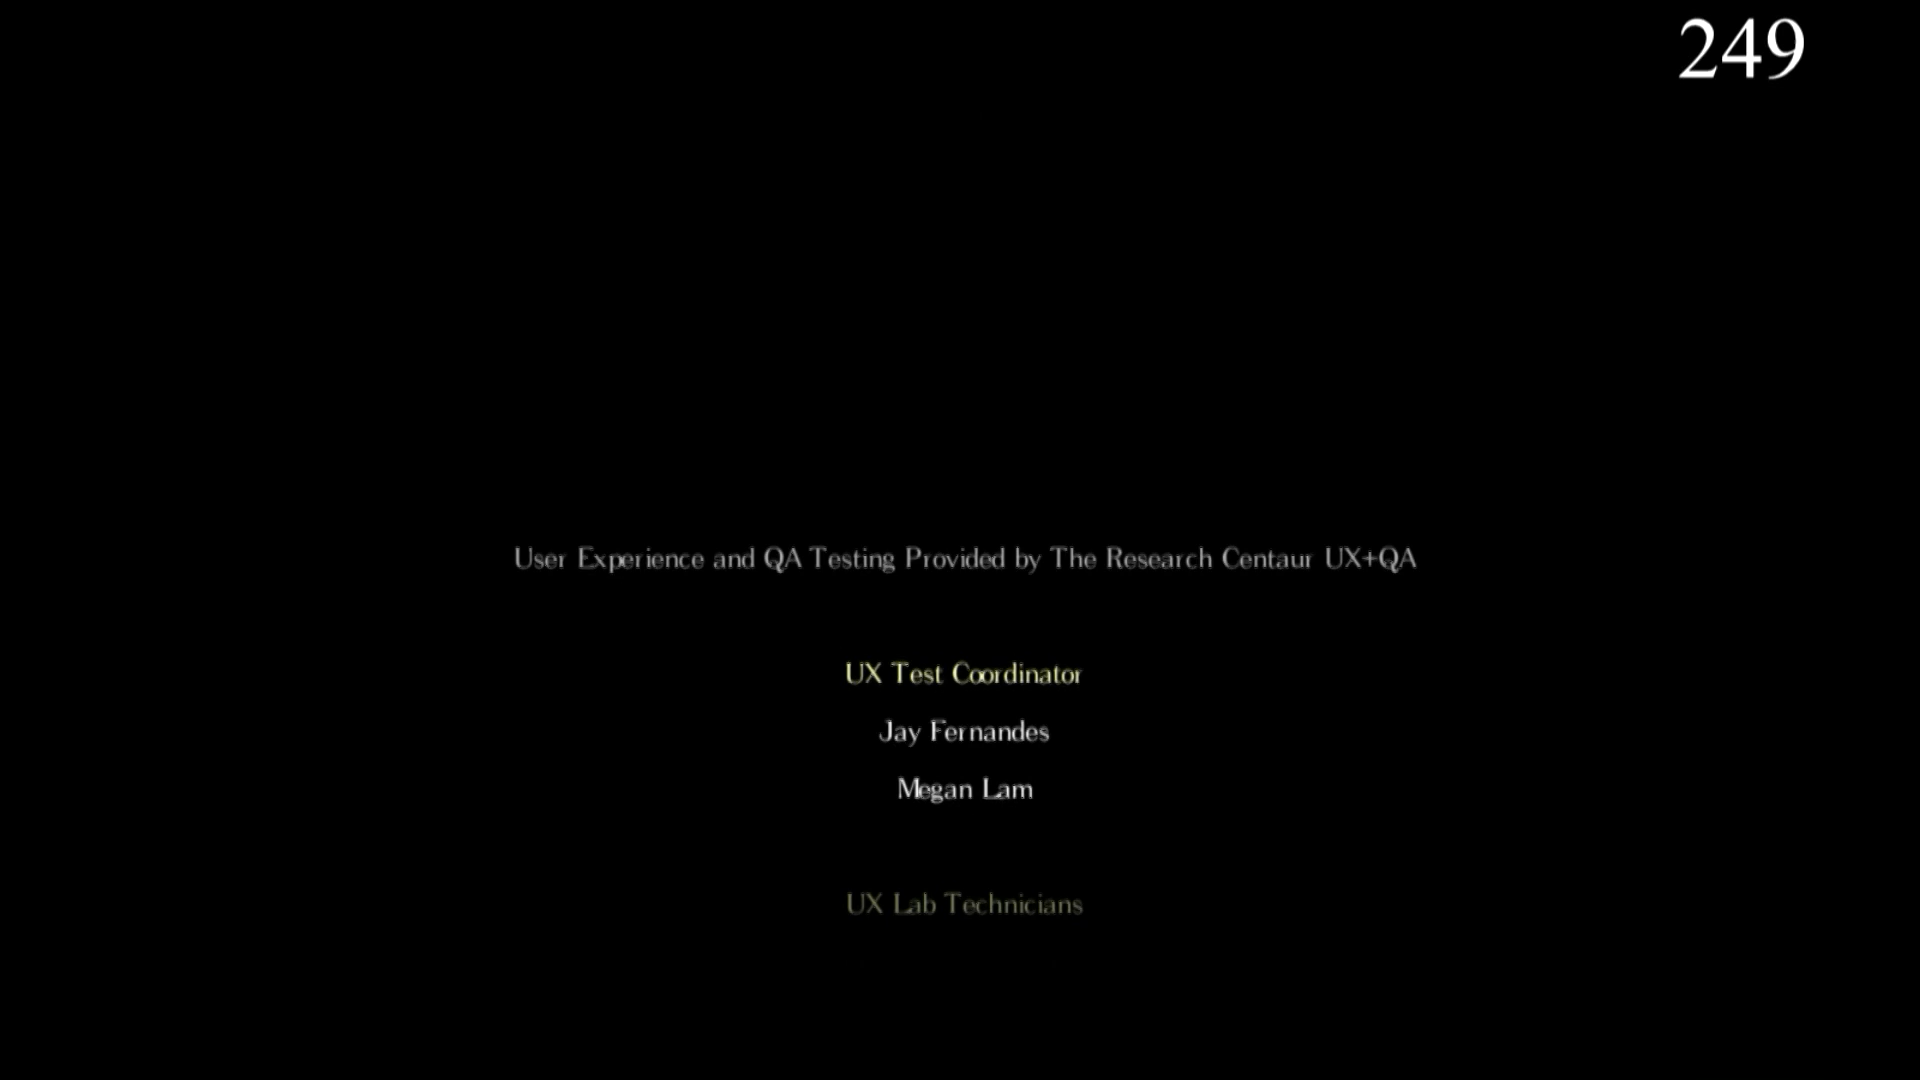 249
User Experience and QA Testing Provided by The Research Centaur UX+QA
UX Test Coordinator
Jay Fernandes
Megan Lam
UX Lab Technicians